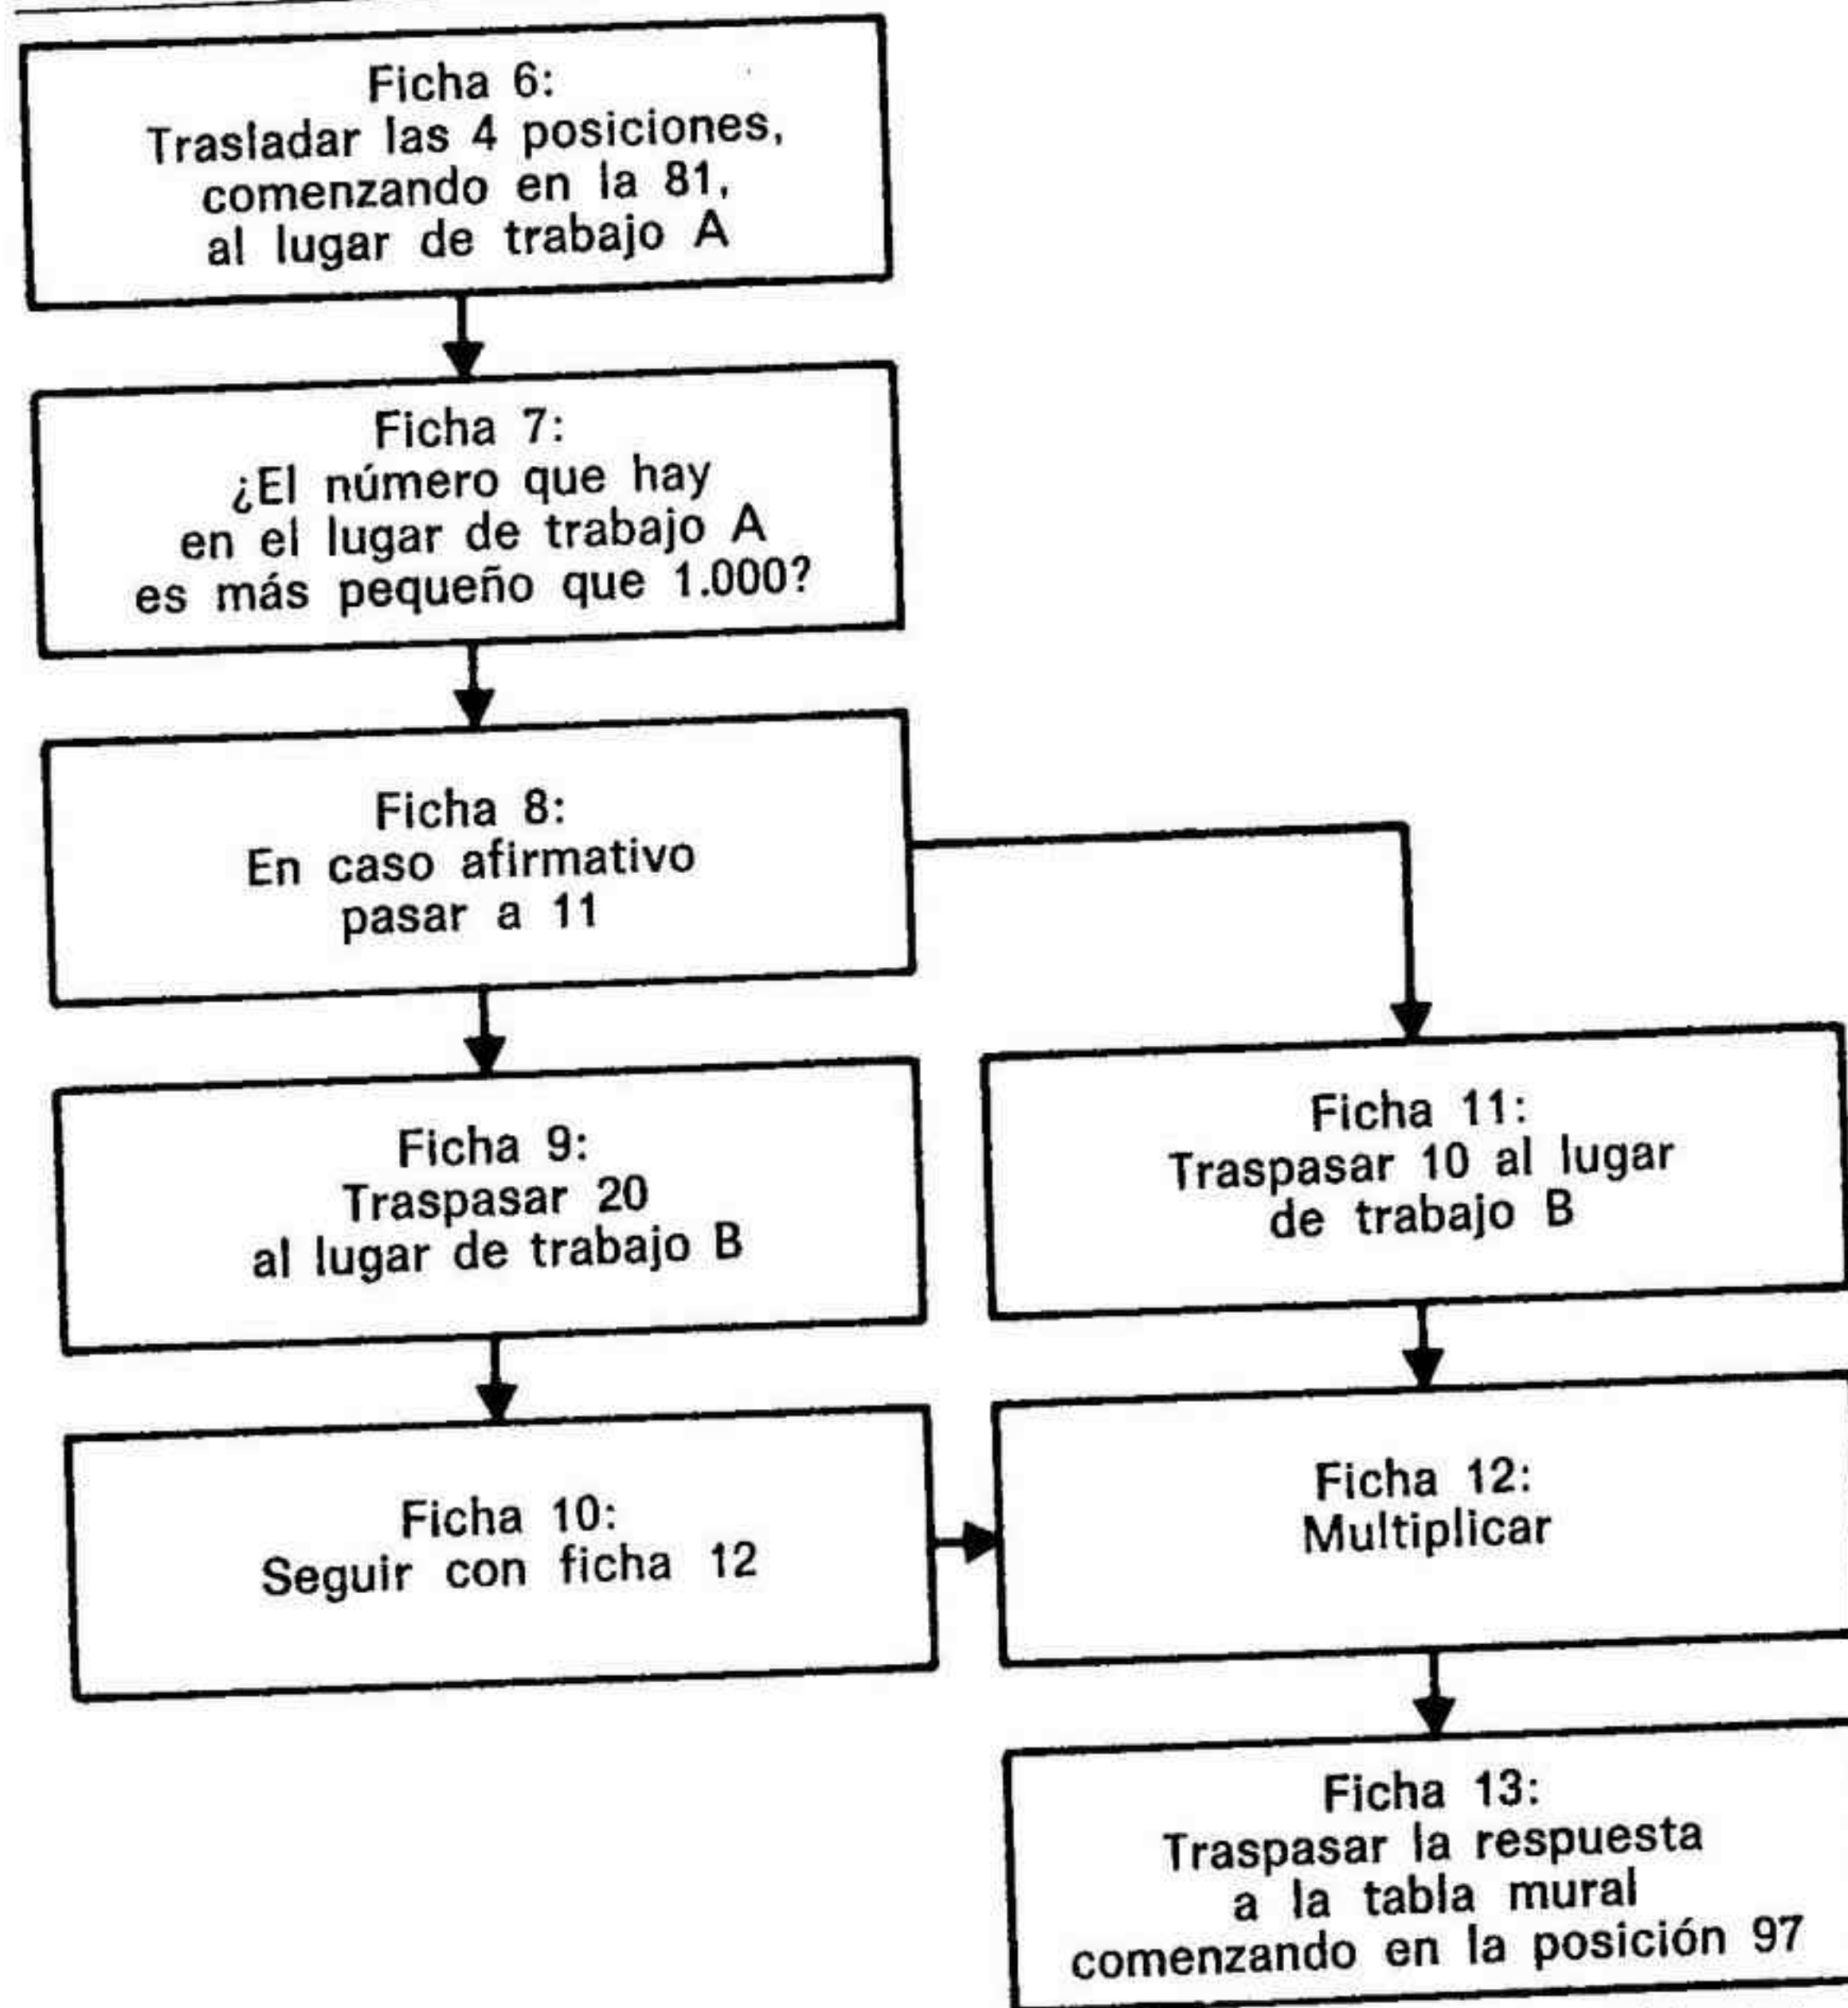 Ficha 6:
Trasladar las 4 posiciones,
comenzando en la 81,
al lugar de trabajo A
Ficha 7:
¿El número que hay
en el lugar de trabajo A
es más pequeño que 1.000?
Ficha 8:
En caso afirmativo
pasar a 11
Ficha 9:
Traspasar 20
al lugar de trabajo B
Ficha 10:
Seguir con ficha 12
Ficha 11:
Traspasar 10 al lugar
de trabajo B
Ficha 12:
Multiplicar
Ficha 13:
Traspasar la respuesta
a la tabla mural
comenzando en la posición 97